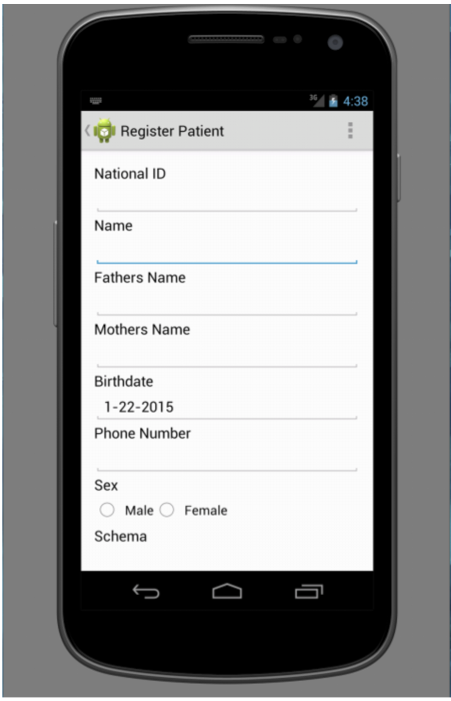 3G 4:38
Register Patient
National ID
Name
Fathers Name
Mothers Name
Birthdate
1-22-2015
Phone Number
Sex
Male Female
Schema